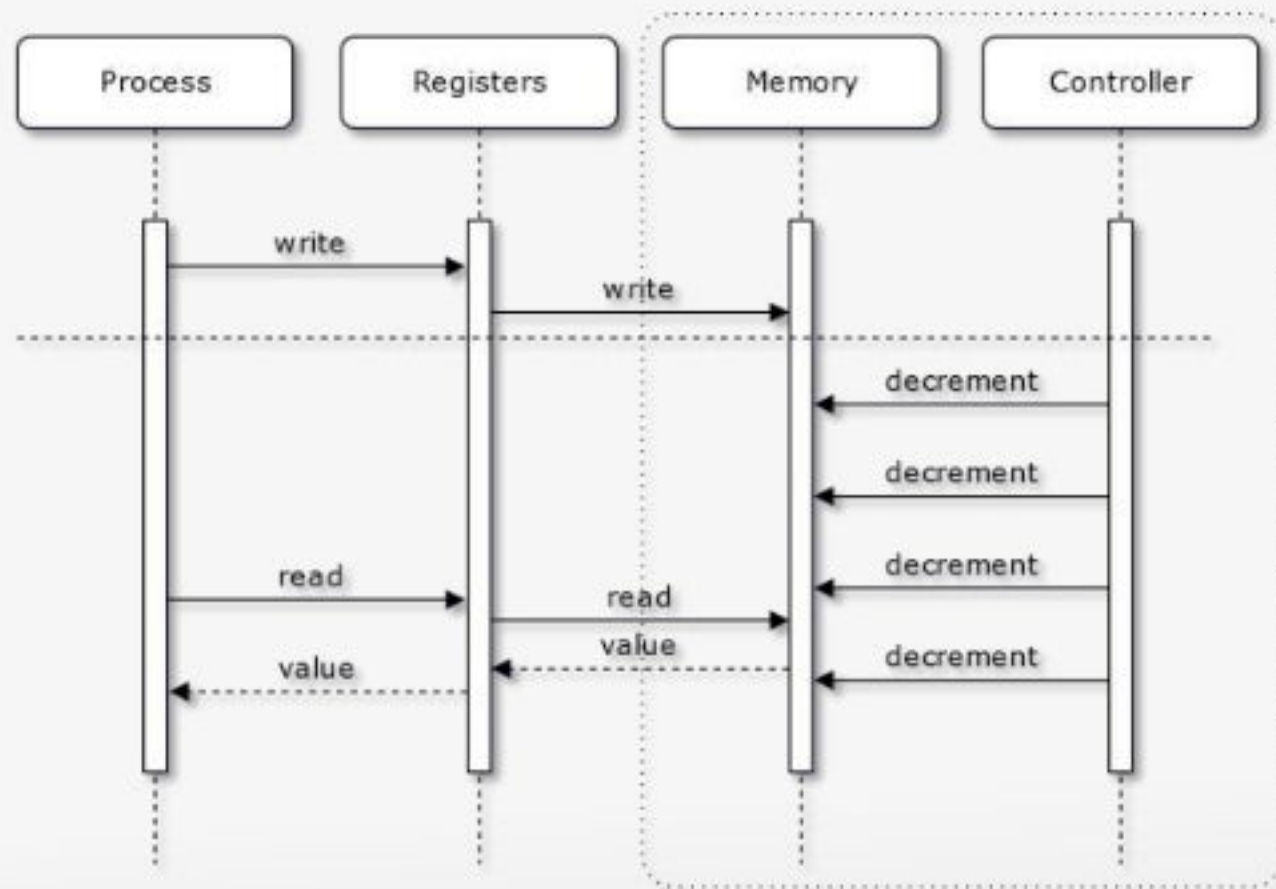 Process Registers Memory Controller
write
write
decrement
decrement
decrement
read
read
value
decrement
value